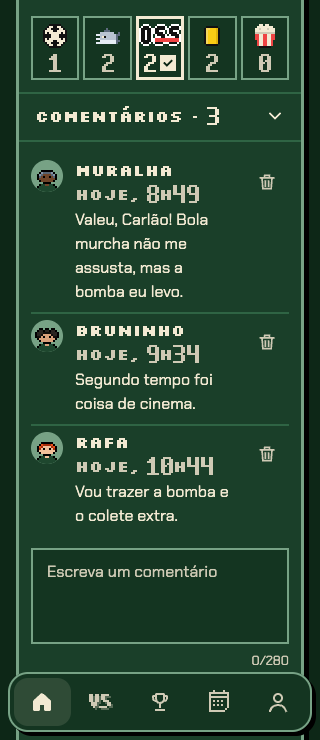 OSS
1 2 2 2 0
COMENTÁRIOS · 3
MURALHA
HOJE, 8H49
Valeu, Carlão! Bola
murcha não me
assusta, mas a
bomba eu levo.
BRUNINHO
HOJE, 9H34
Segundo tempo foi
coisa de cinema.
RAFA
HOJE, 10H44
Vou trazer a bomba e
o colete extra.
Escreva um comentário
0/280
VS